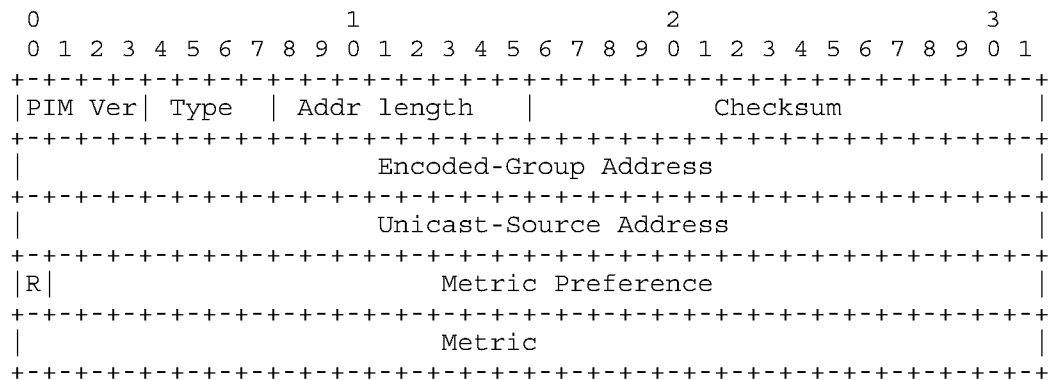 0                   1                   2                   3
0 1 2 3 4 5 6 7 8 9 0 1 2 3 4 5 6 7 8 9 0 1 2 3 4 5 6 7 8 9 0 1
+-+-+-+-+-+-+-+-+-+-+-+-+-+-+-+-+-+-+-+-+-+-+-+-+-+-+-+-+-+-+-+-+
|PIM Ver| Type  | Addr length   |           Checksum            |
+-+-+-+-+-+-+-+-+-+-+-+-+-+-+-+-+-+-+-+-+-+-+-+-+-+-+-+-+-+-+-+-+
|                      Encoded-Group Address                    |
+-+-+-+-+-+-+-+-+-+-+-+-+-+-+-+-+-+-+-+-+-+-+-+-+-+-+-+-+-+-+-+-+
|                      Unicast-Source Address                   |
+-+-+-+-+-+-+-+-+-+-+-+-+-+-+-+-+-+-+-+-+-+-+-+-+-+-+-+-+-+-+-+-+
|R|                        Metric Preference                    |
+-+-+-+-+-+-+-+-+-+-+-+-+-+-+-+-+-+-+-+-+-+-+-+-+-+-+-+-+-+-+-+-+
|                          Metric                               |
+-+-+-+-+-+-+-+-+-+-+-+-+-+-+-+-+-+-+-+-+-+-+-+-+-+-+-+-+-+-+-+-+